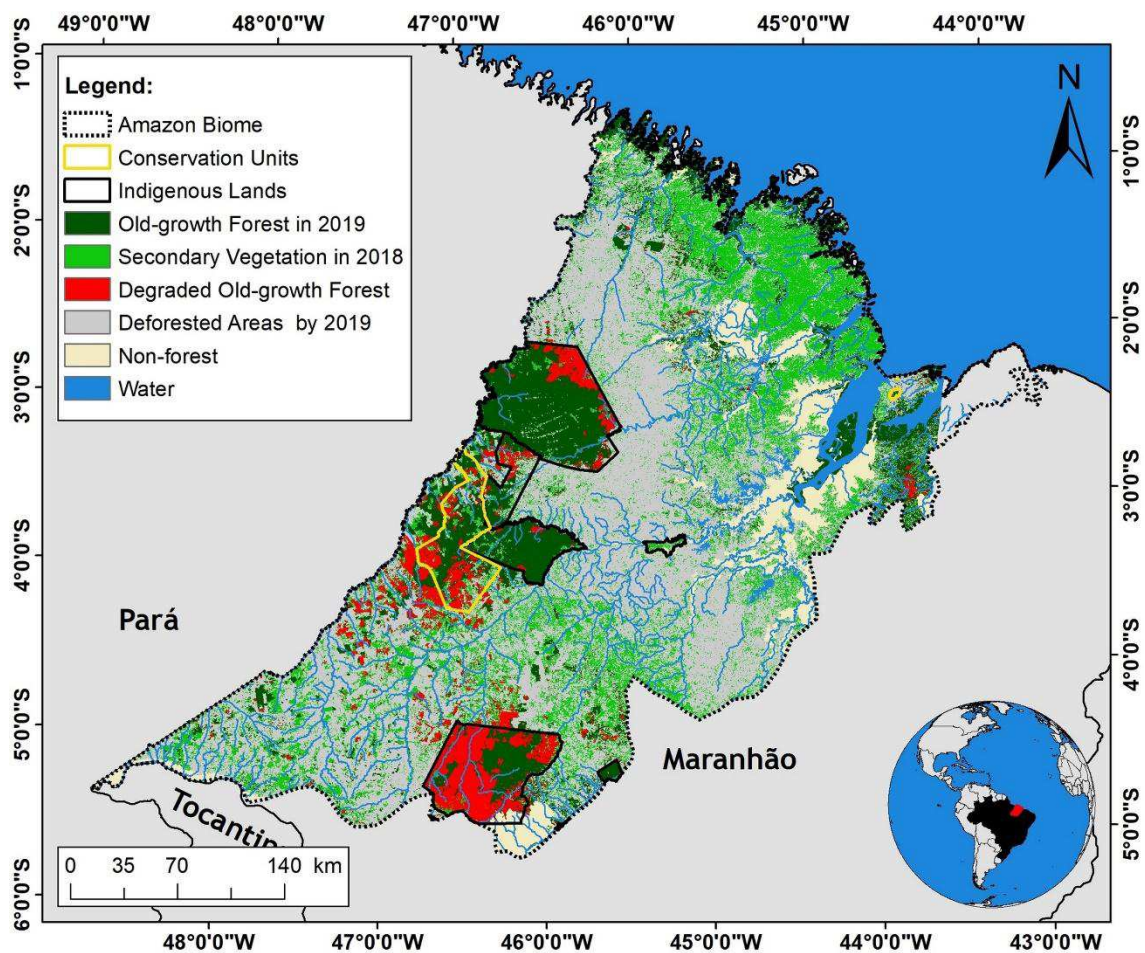 49°0'0"W 48°0'0"W 47°0'0"W 46°0'0"W 45°0'0"W 44°0'0"W
1°0'0"S
2°0'0"S
3°0'0"S
4°0'0"S
5°0'0"S
6°0'0"S
Legend:
Amazon Biome
Conservation Units
Indigenous Lands
Old-growth Forest in 2019
Secondary Vegetation in 2018
Degraded Old-growth Forest
Deforested Areas by 2019
Non-forest
Water
N
1°0'0"S
2°0'0"S
3°0'0"S
4°0'0"S
5°0'0"S
Pará
Maranhão
Tocantin
0 35 70 140 km
48°0'0"W 47°0'0"W 46°0'0"W 45°0'0"W 44°0'0"W 43°0'0"W